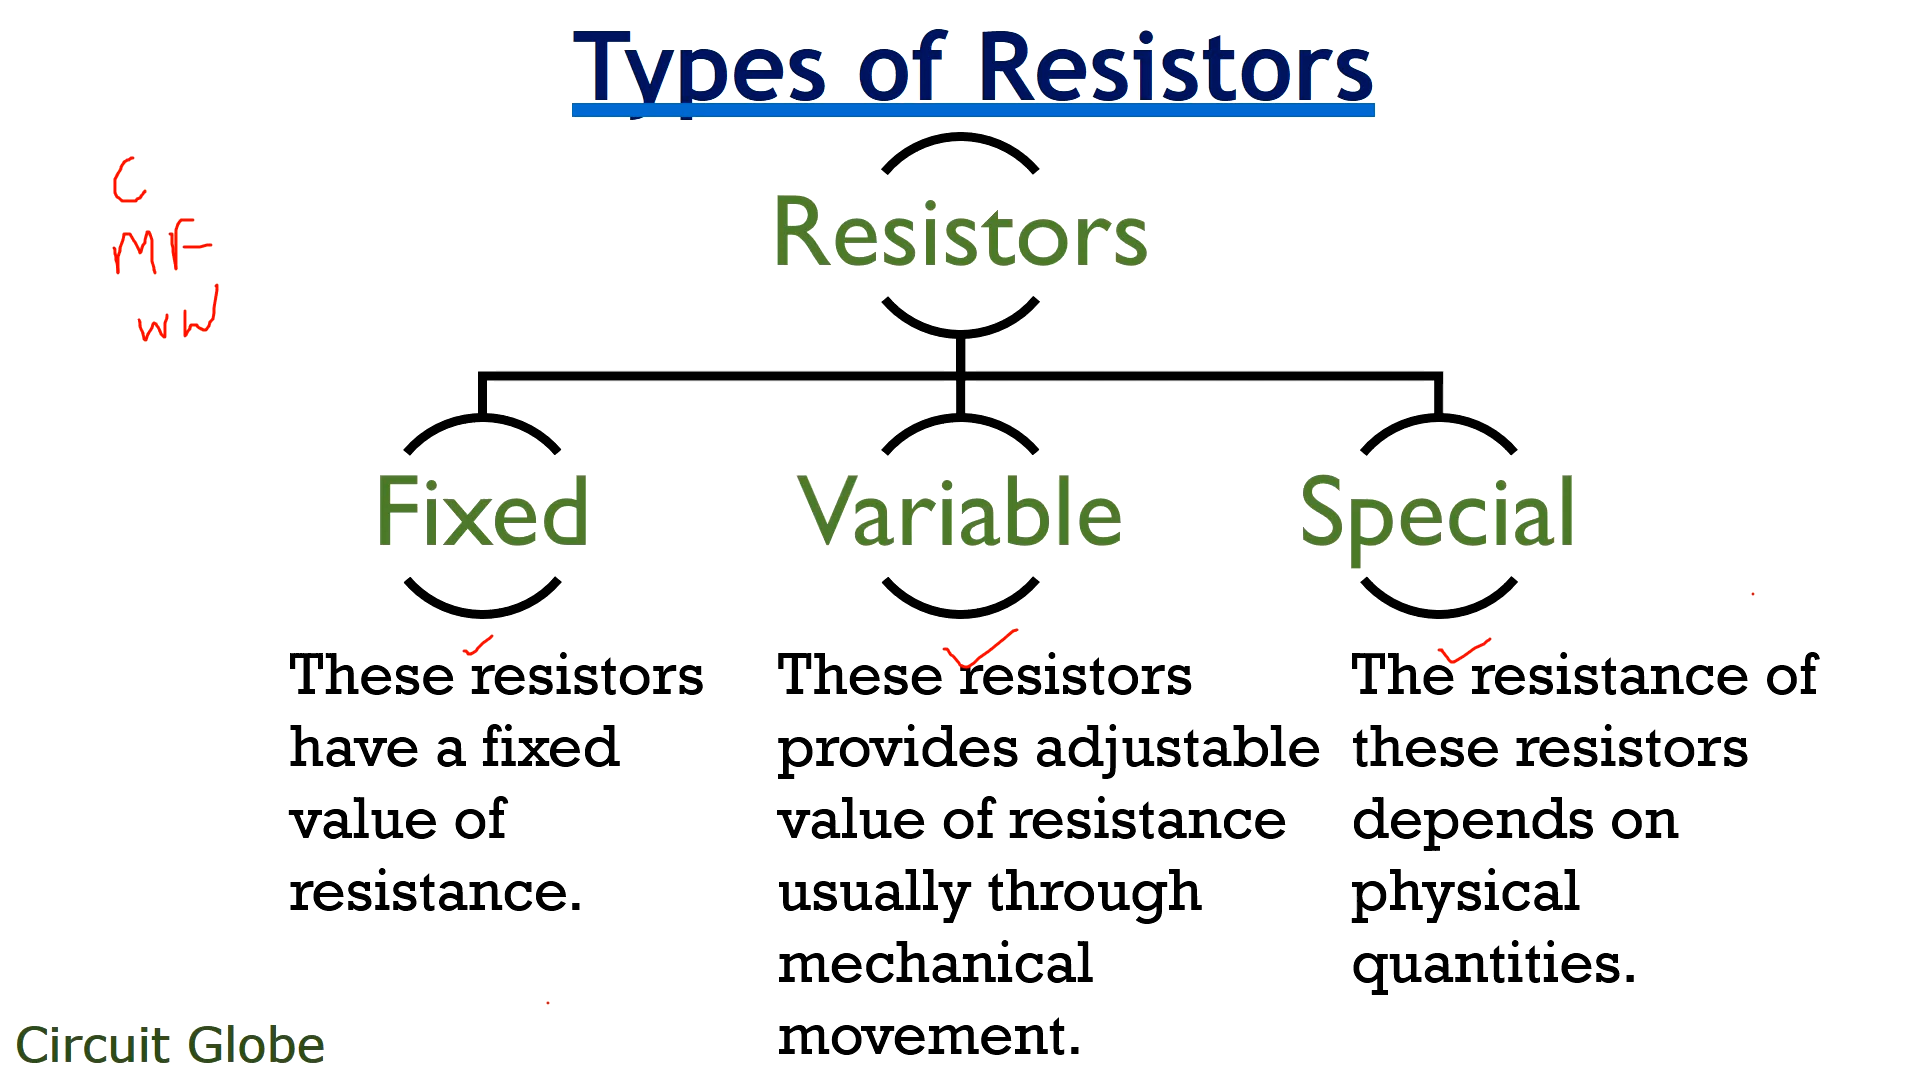 Types of Resistors
C
MF
WW
Resistors
Fixed
Variable
Special
These resistors
have a fixed
value of
resistance.
These resistors
provides adjustable
value of resistance
usually through
mechanical
movement.
The resistance of
these resistors
depends on
physical
quantities.
Circuit Globe